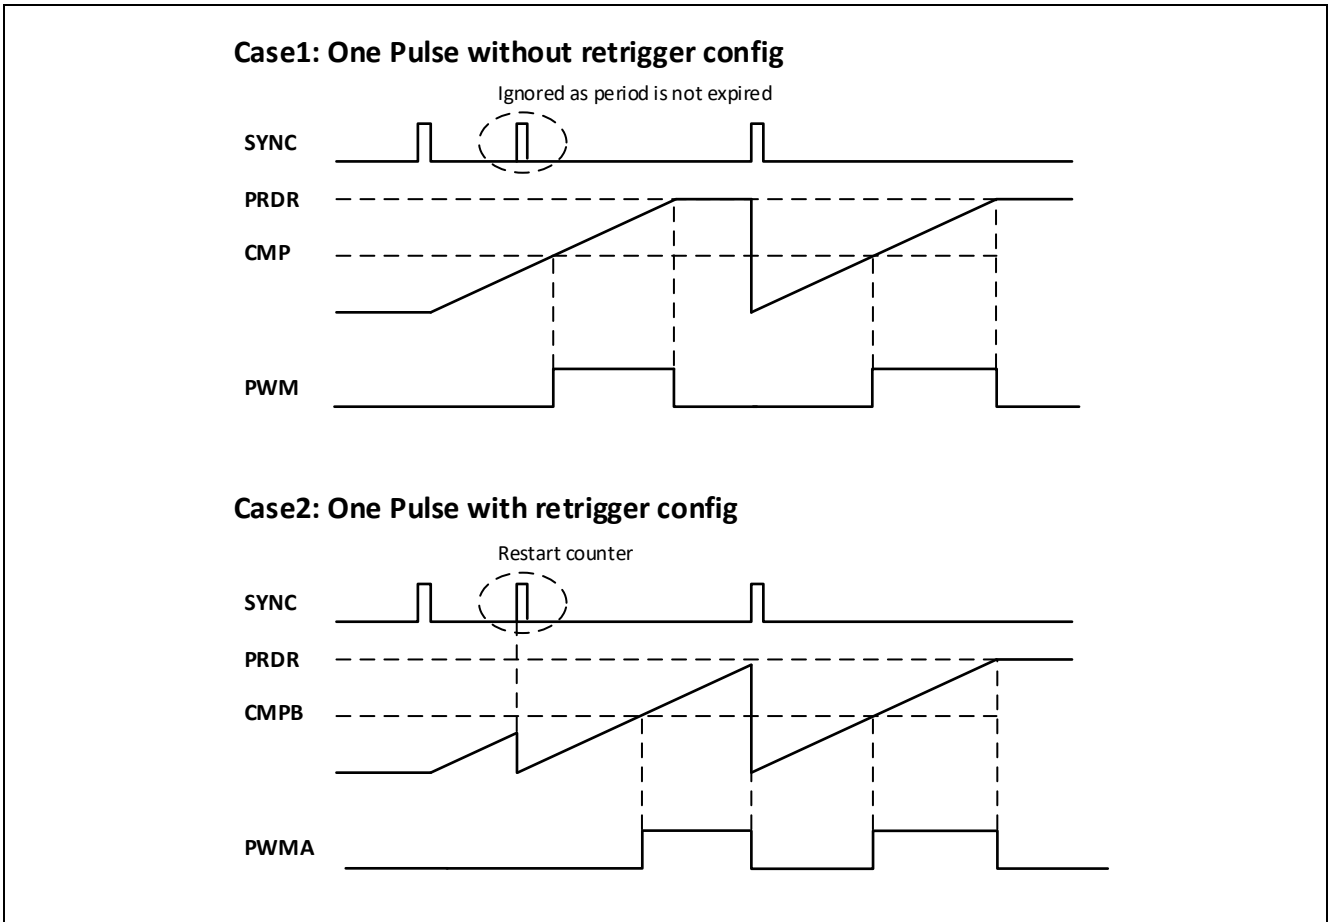 Case1: One Pulse without retrigger config
Ignored as period is not expired
SYNC
PRDR
CMP
PWM
Case2: One Pulse with retrigger config
Restart counter
SYNC
PRDR
CMPB
PWMA